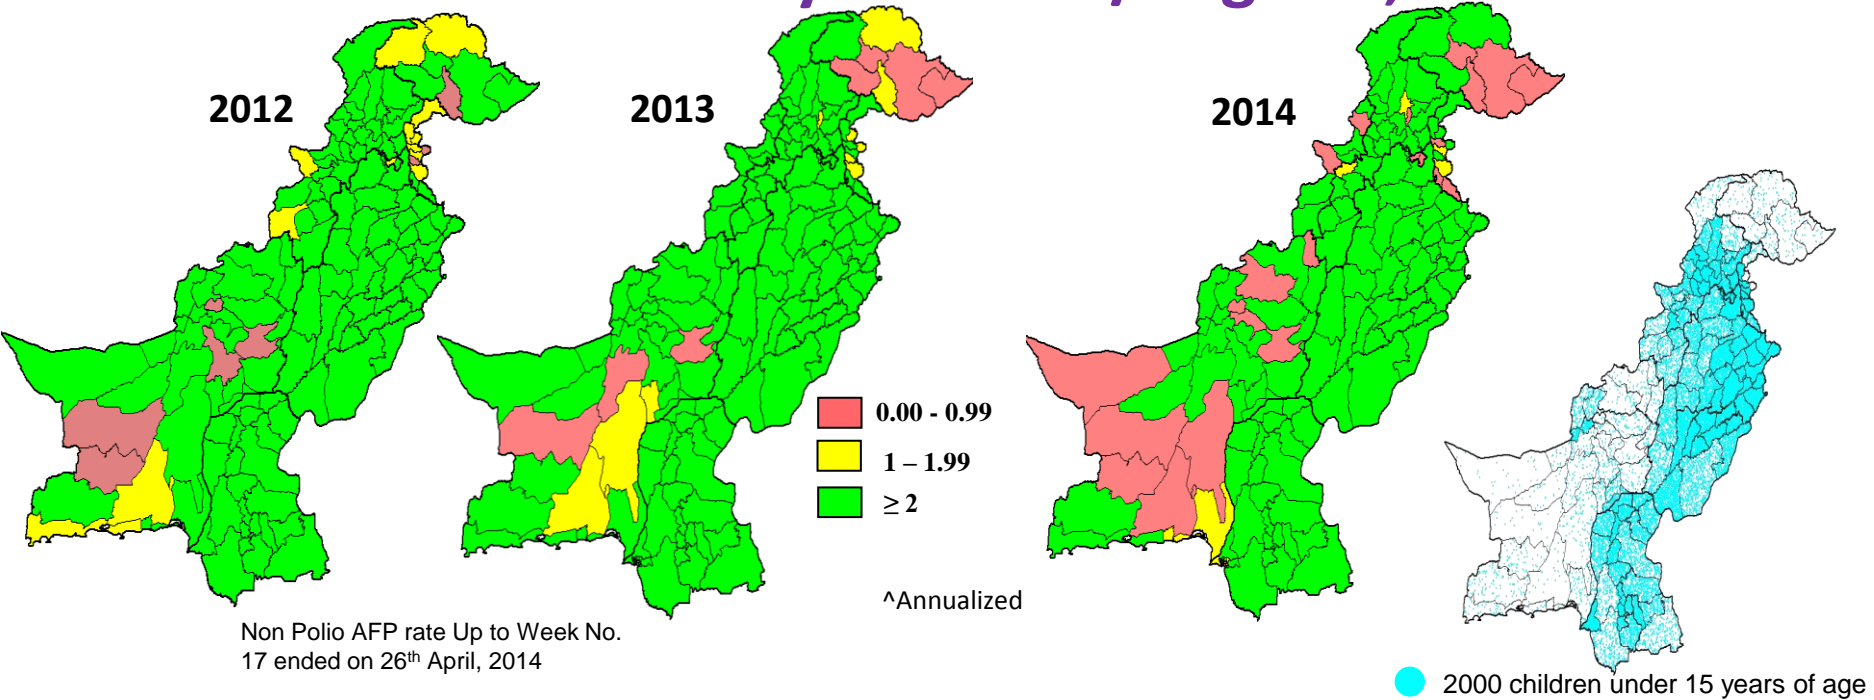 2012
2013
2014
0.00 - 0.99
1 – 1.99
≥ 2
^Annualized
Non Polio AFP rate Up to Week No.
17 ended on 26th April, 2014
2000 children under 15 years of age